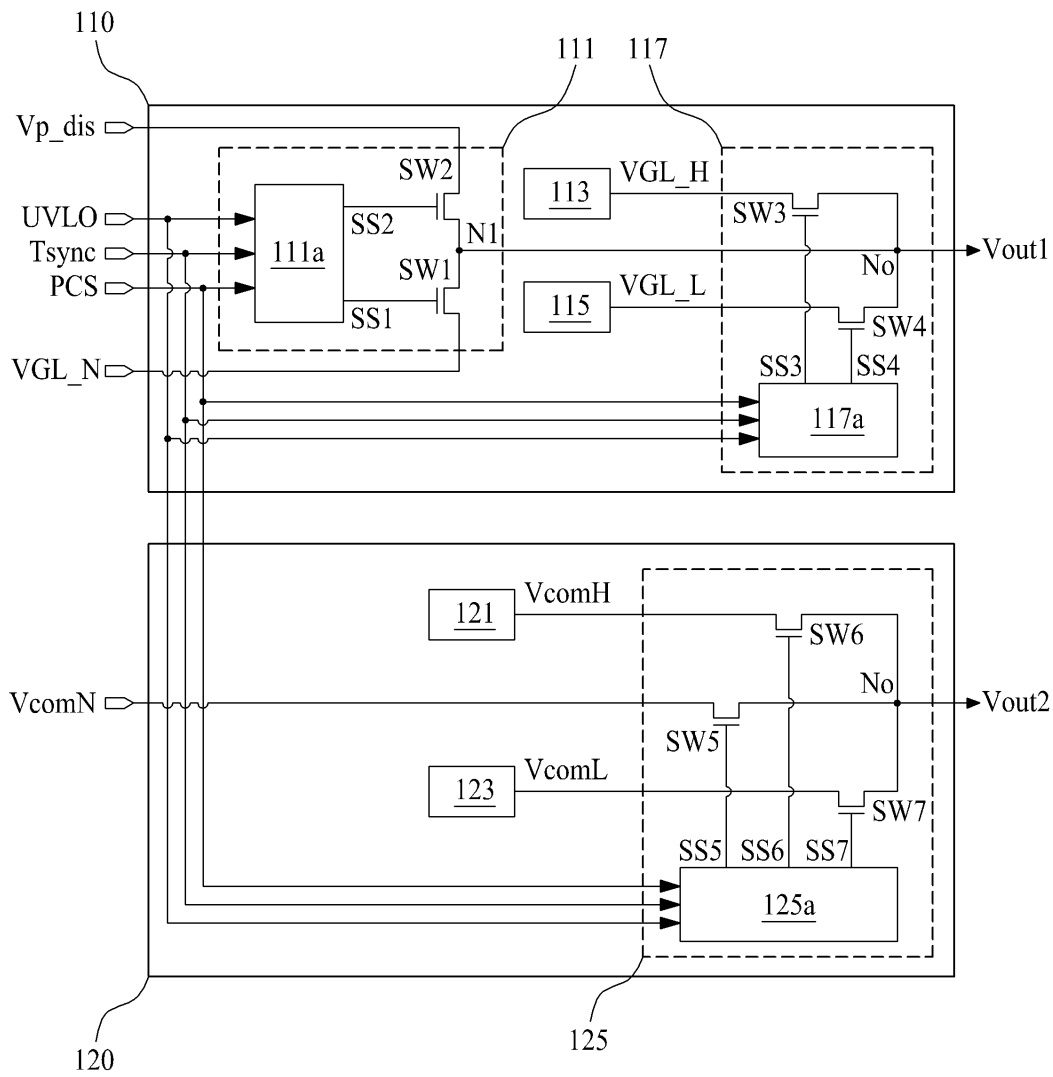 110
111
117
Vp_dis
SW2
113
VGL_H
UVLO
SS2
SW3
Tsync
111a
N1
No
Vout1
PCS
SW1
115
VGL_L
SS1
SW4
VGL_N
SS3
SS4
117a
121
VcomH
SW6
VcomN
No
Vout2
SW5
123
VcomL
SW7
SS5
SS6
SS7
125a
125
120